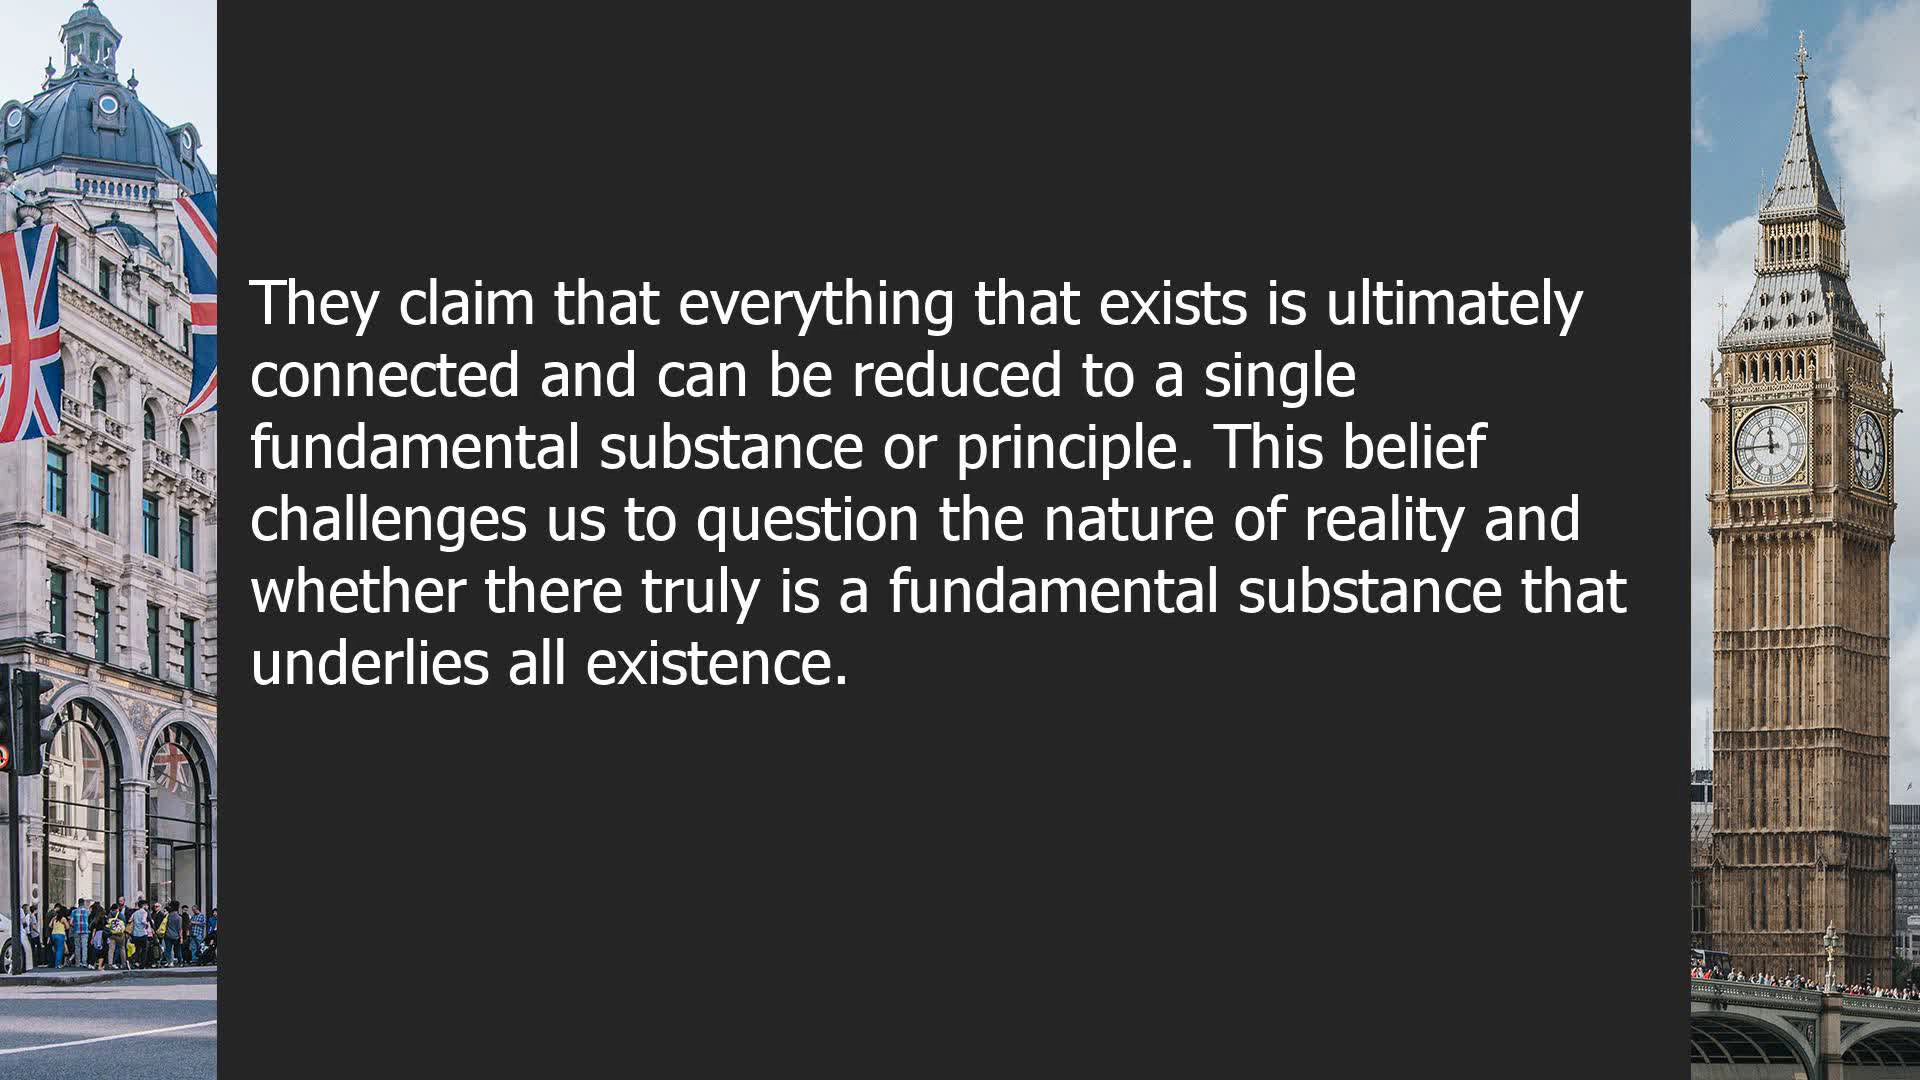 They claim that everything that exists is ultimately
connected and can be reduced to a single
fundamental substance or principle. This belief
challenges us to question the nature of reality and
whether there truly is a fundamental substance that
underlies all existence.